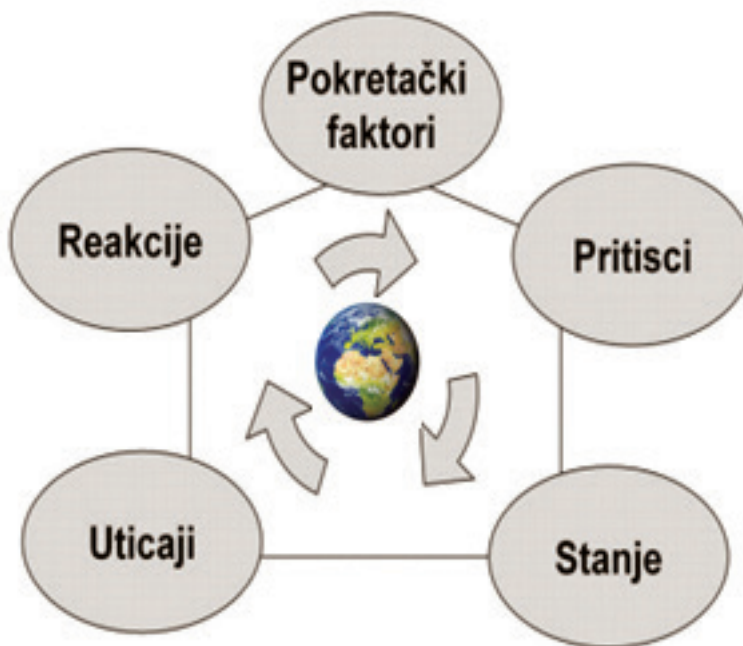 Pokretački
faktori
Reakcije
Pritisci
Uticaji
Stanje